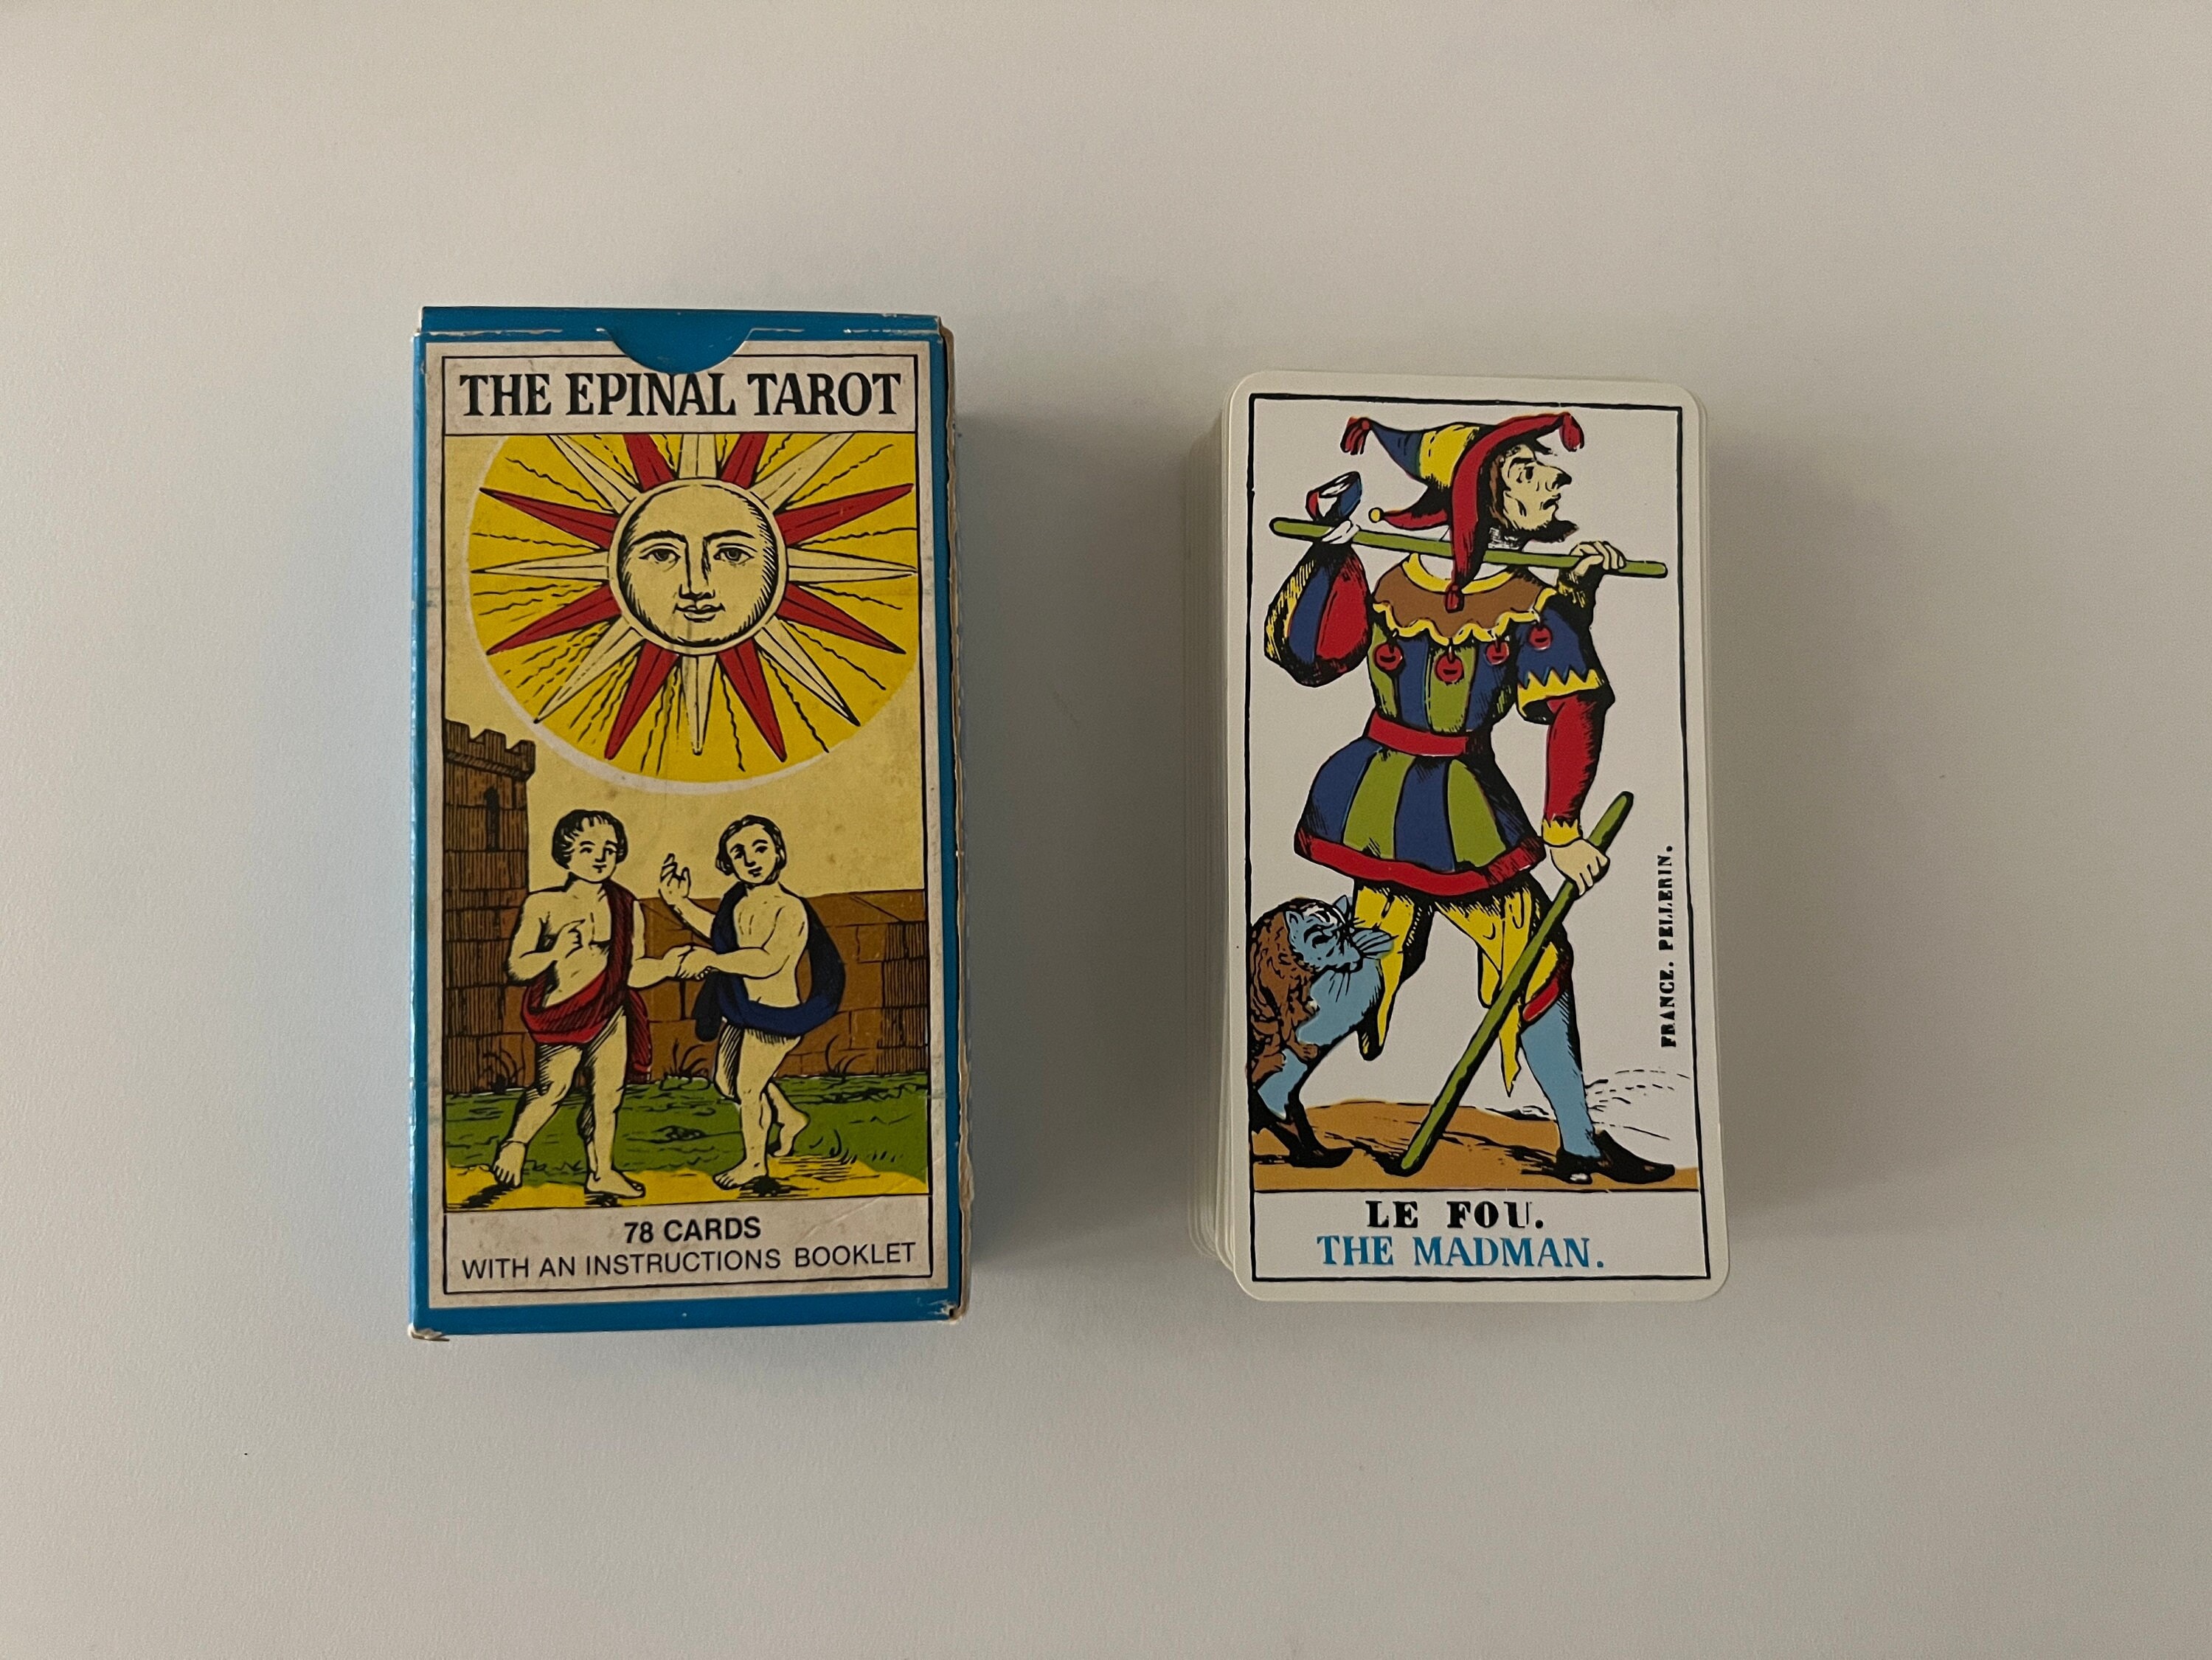 THE EPINAL TAROT
78 CARDS
WITH AN INSTRUCTIONS BOOKLET
FRANCE. PELLERIN.
LE FOU.
THE MADMAN.